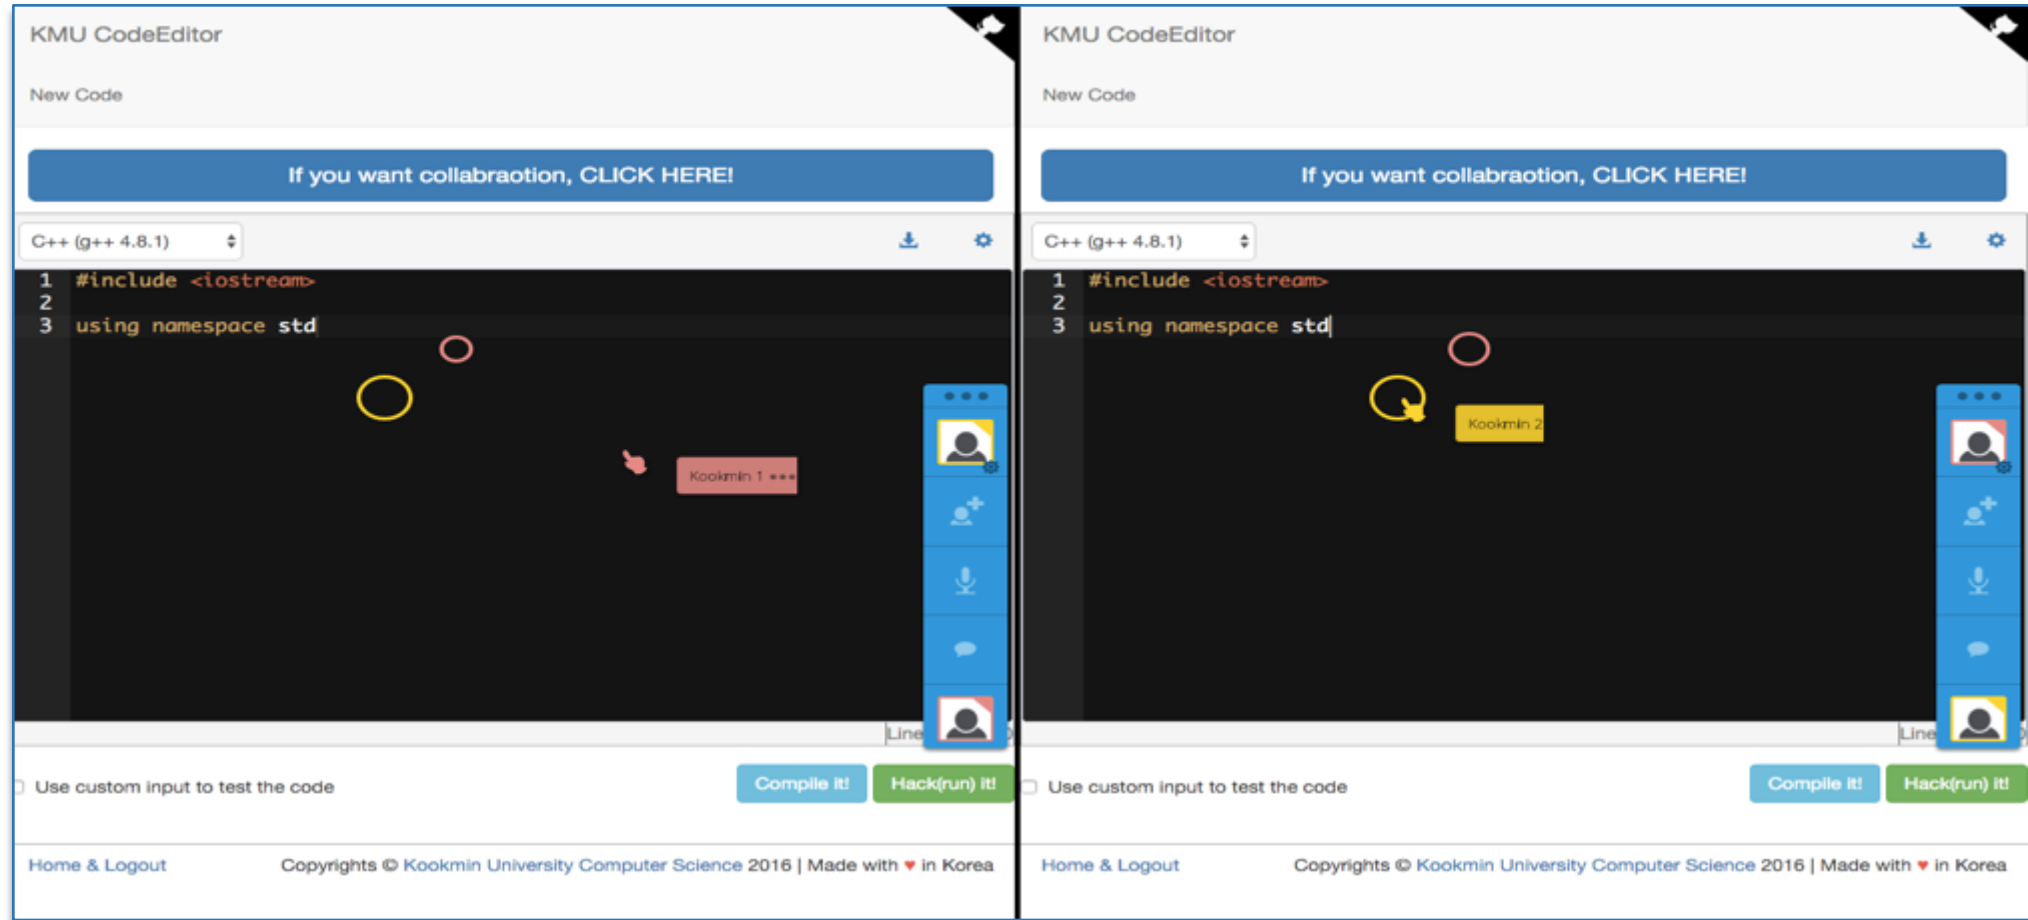 KMU CodeEditor
New Code
If you want collabraotion, CLICK HERE!
C++ (g++ 4.8.1)
1 #include <iostream>
2
3 using namespace std
Kookmin 1 •••
Line
Use custom input to test the code
Compile it!
Hack(run) it!
Home & Logout
Copyrights © Kookmin University Computer Science 2016 | Made with ♥ in Korea
KMU CodeEditor
New Code
If you want collabraotion, CLICK HERE!
C++ (g++ 4.8.1)
1 #include <iostream>
2
3 using namespace std
Kookmin 2
Line
Use custom input to test the code
Compile it!
Hack(run) it!
Home & Logout
Copyrights © Kookmin University Computer Science 2016 | Made with ♥ in Korea